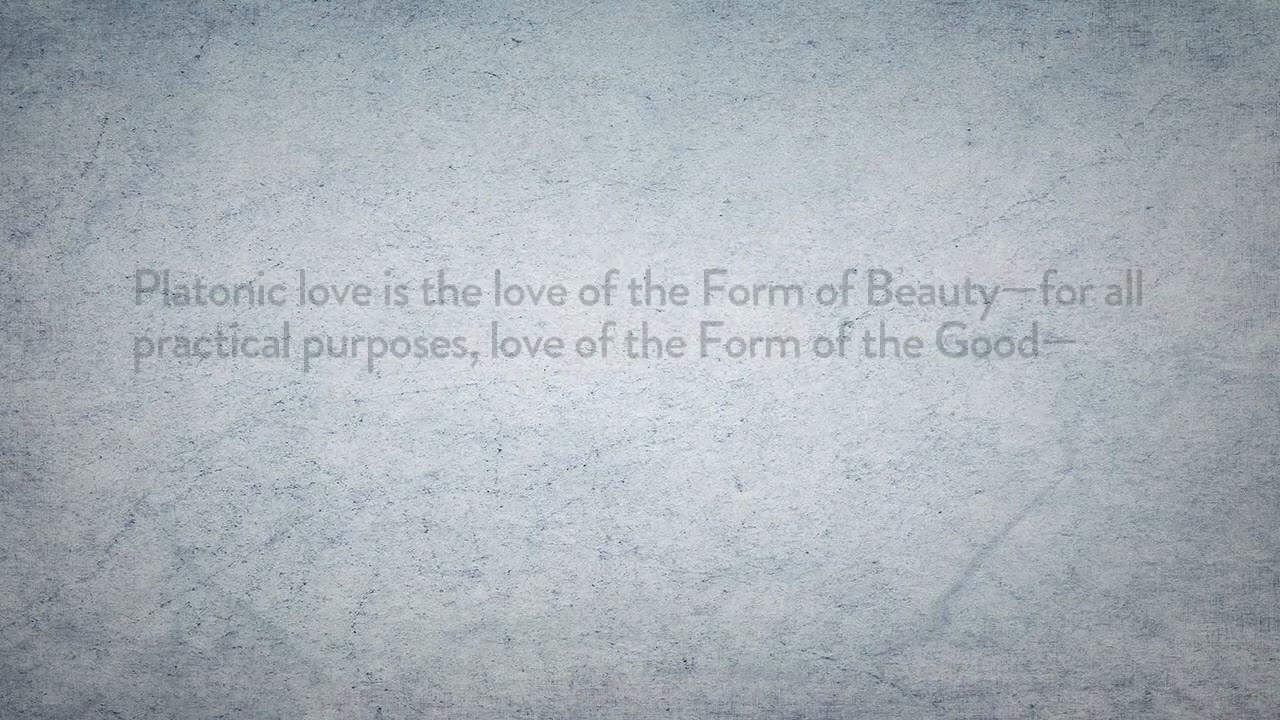 Platonic love is the love of the Form of Beauty—for all
practical purposes, love of the Form of the Good—